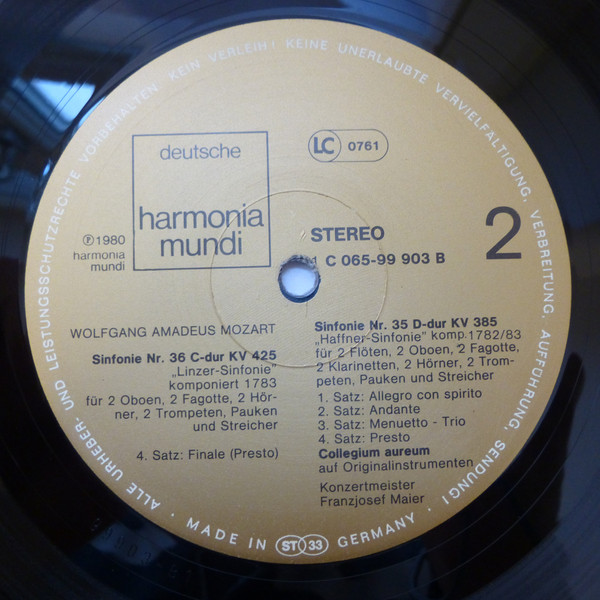 ALLE URHEBER- UND LEISTUNGSSCHUTZRECHTE VORBEHALTEN · KEIN VERLEIH! KEINE UNERLAUBTE VERVIELFÄLTIGUNG, VERBREITUNG, AUFFÜHRUNG, SENDUNG!
deutsche
harmonia
mundi
LC 0761
℗1980
harmonia
mundi
STEREO
1 C 065-99 903 B
2
WOLFGANG AMADEUS MOZART
Sinfonie Nr. 36 C-dur KV 425
„Linzer-Sinfonie"
komponiert 1783
für 2 Oboen, 2 Fagotte, 2 Hör-
ner, 2 Trompeten, Pauken
und Streicher
4. Satz: Finale (Presto)
Sinfonie Nr. 35 D-dur KV 385
„Haffner-Sinfonie" komp. 1782/83
für 2 Flöten, 2 Oboen, 2 Fagotte,
2 Klarinetten, 2 Hörner, 2 Trom-
peten, Pauken und Streicher
1. Satz: Allegro con spirito
2. Satz: Andante
3. Satz: Menuetto - Trio
4. Satz: Presto
Collegium aureum
auf Originalinstrumenten
Konzertmeister
Franzjosef Maier
· MADE IN ST 33 GERMANY ·